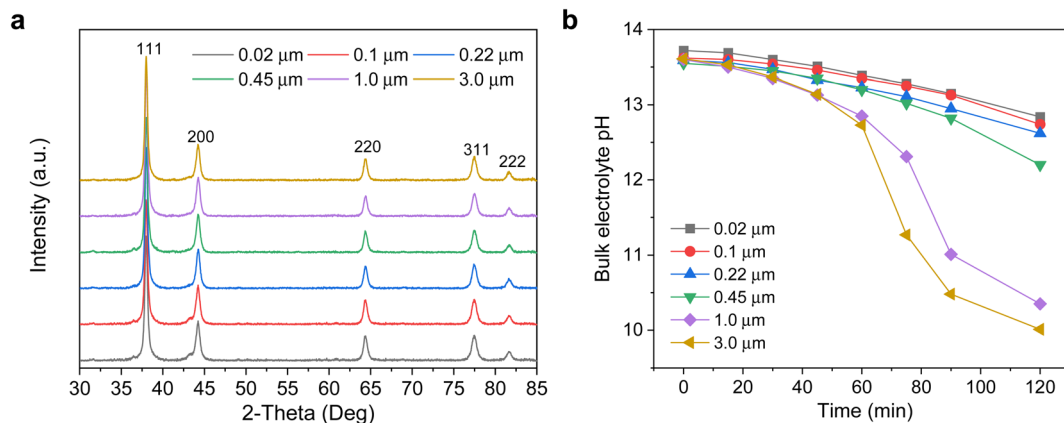 a
111
0.02 μm 0.1 μm 0.22 μm
0.45 μm 1.0 μm 3.0 μm
200
220
311
222
Intensity (a.u.)
30 35 40 45 50 55 60 65 70 75 80 85
2-Theta (Deg)
b
14
13
12
11
10
Bulk electrolyte pH
0.02 μm
0.1 μm
0.22 μm
0.45 μm
1.0 μm
3.0 μm
0 20 40 60 80 100 120
Time (min)